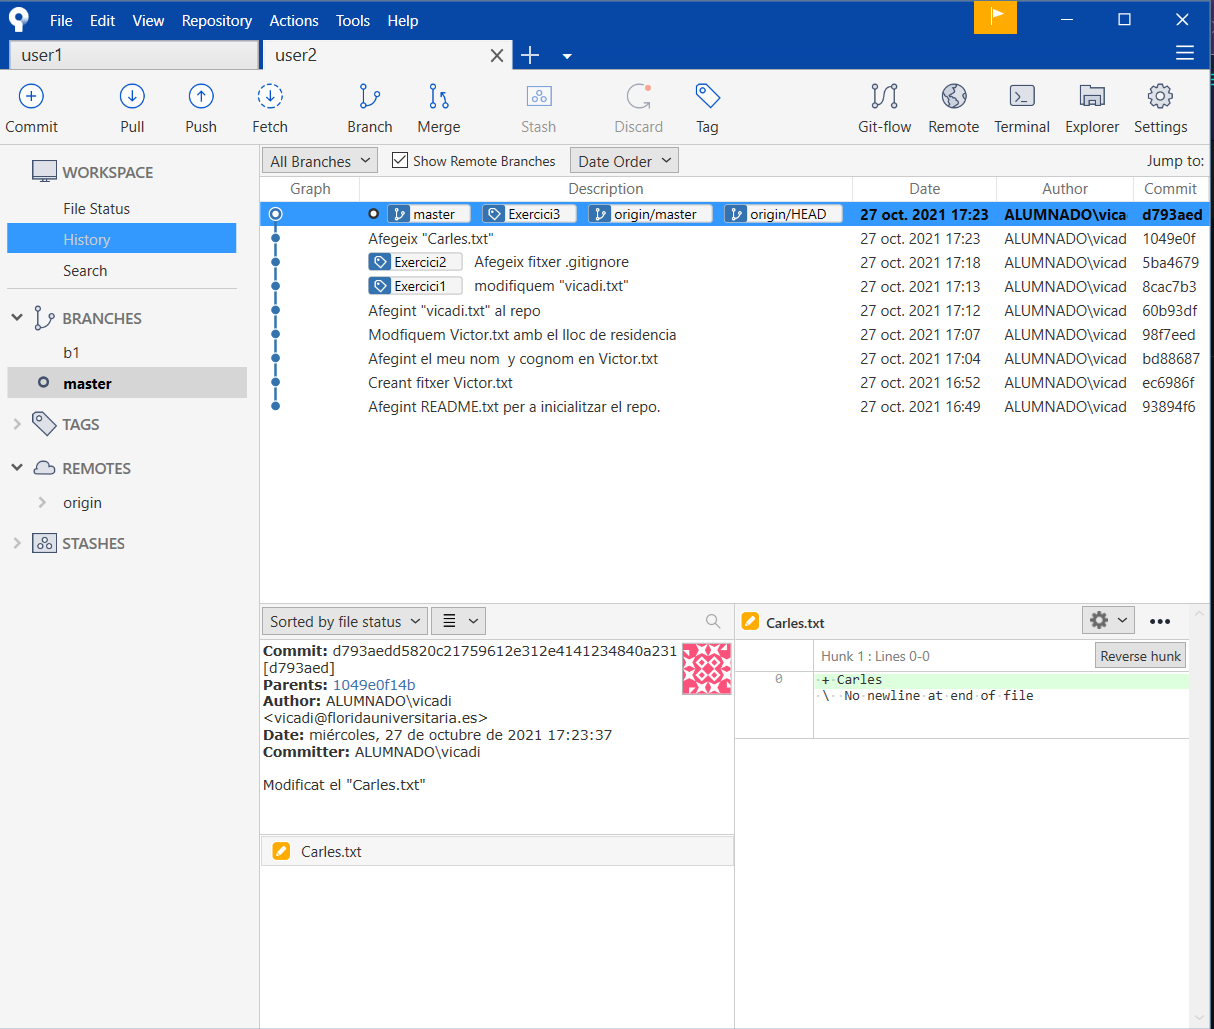 File Edit View Repository Actions Tools Help
user1 user2
Commit Pull Push Fetch Branch Merge Stash Discard Tag Git-flow Remote Terminal Explorer Settings
WORKSPACE
File Status
History
Search
BRANCHES
b1
master
TAGS
REMOTES
origin
STASHES
All Branches Show Remote Branches Date Order Jump to:
Graph Description Date Author Commit
master Exercici3 origin/master origin/HEAD 27 oct. 2021 17:23 ALUMNADO\vica d793aed
Afegeix "Carles.txt" 27 oct. 2021 17:23 ALUMNADO\vicad 1049e0f
Exercici2 Afegeix fitxer .gitignore 27 oct. 2021 17:18 ALUMNADO\vicad 5ba4679
Exercici1 modifiquem "vicadi.txt" 27 oct. 2021 17:13 ALUMNADO\vicad 8cac7b3
Afegint "vicadi.txt" al repo 27 oct. 2021 17:12 ALUMNADO\vicad 60b93df
Modfiquem Victor.txt amb el lloc de residencia 27 oct. 2021 17:07 ALUMNADO\vicad 98f7eed
Afegint el meu nom y cognom en Victor.txt 27 oct. 2021 17:04 ALUMNADO\vicad bd88687
Creant fitxer Victor.txt 27 oct. 2021 16:52 ALUMNADO\vicad ec6986f
Afegint README.txt per a inicialitzar el repo. 27 oct. 2021 16:49 ALUMNADO\vicad 93894f6
Sorted by file status
Commit: d793aedd5820c21759612e312e4141234840a231
[d793aed]
Parents: 1049e0f14b
Author: ALUMNADO\vicadi
<vicadi@floridauniversitaria.es>
Date: miércoles, 27 de octubre de 2021 17:23:37
Committer: ALUMNADO\vicadi
Modificat el "Carles.txt"
Carles.txt
Carles.txt
Hunk 1 : Lines 0-0 Reverse hunk
0 + Carles
\ No newline at end of file